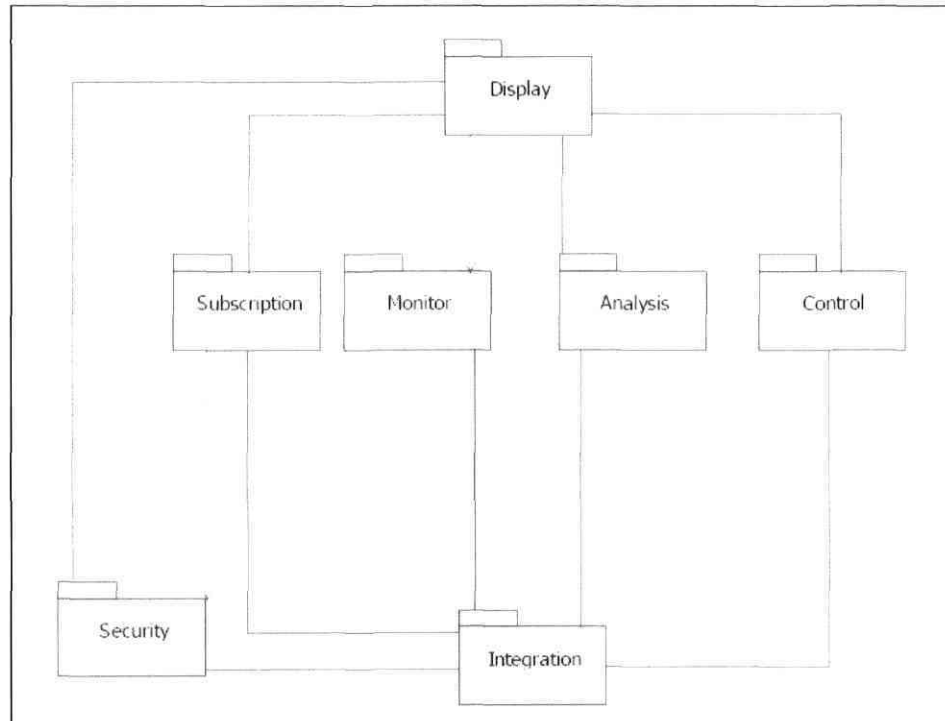 Display
Subscription
Monitor
Analysis
Control
Security
Integration